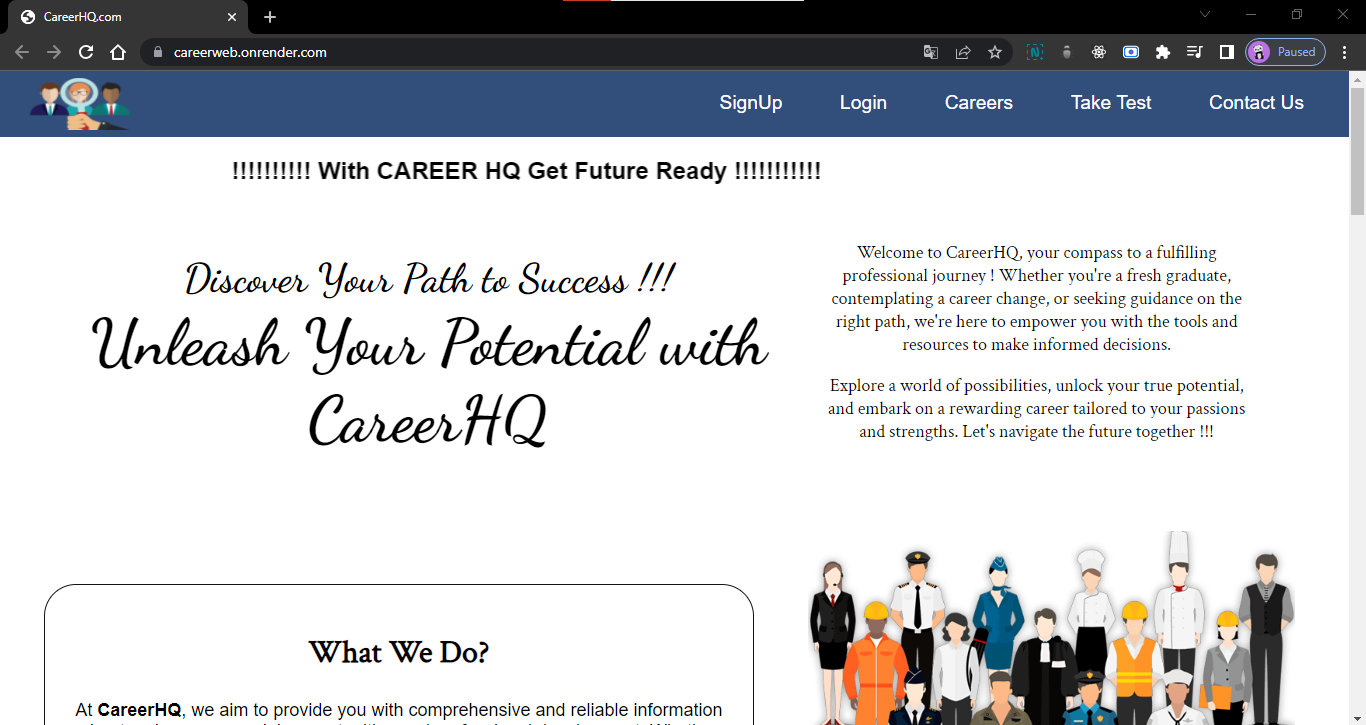 CareerHQ.com
careerweb.onrender.com
Paused
SignUp Login Careers Take Test Contact Us
!!!!!!!!!! With CAREER HQ Get Future Ready !!!!!!!!!!!
Discover Your Path to Success !!!
Unleash Your Potential with
CareerHQ
Welcome to CareerHQ, your compass to a fulfilling
professional journey ! Whether you're a fresh graduate,
contemplating a career change, or seeking guidance on the
right path, we're here to empower you with the tools and
resources to make informed decisions.
Explore a world of possibilities, unlock your true potential,
and embark on a rewarding career tailored to your passions
and strengths. Let's navigate the future together !!!
What We Do?
At CareerHQ, we aim to provide you with comprehensive and reliable information